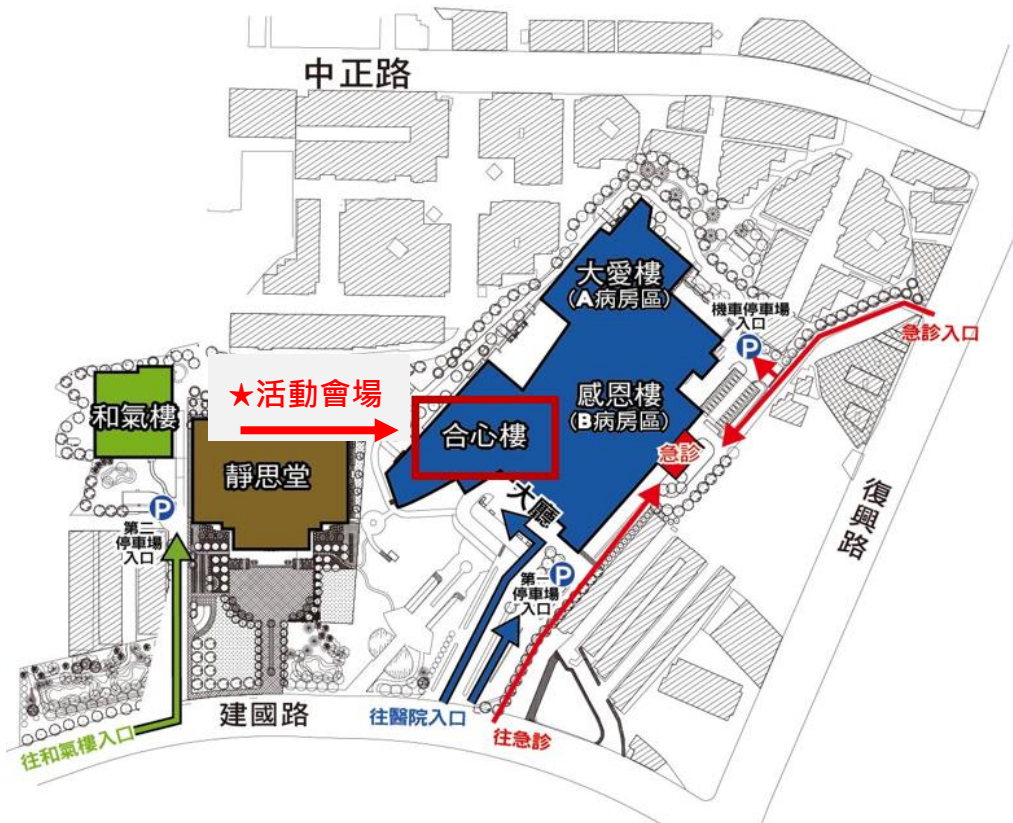 中正路
大愛樓
(A病房區)
機車停車場
入口
P
急診入口
★活動會場
和氣樓
感恩樓
(B病房區)
合心樓
急診
靜思堂
大廳
復興路
P
第二
停車場
入口
第一
P
停車場
入口
建國路
往醫院入口
往急診
往和氣樓入口